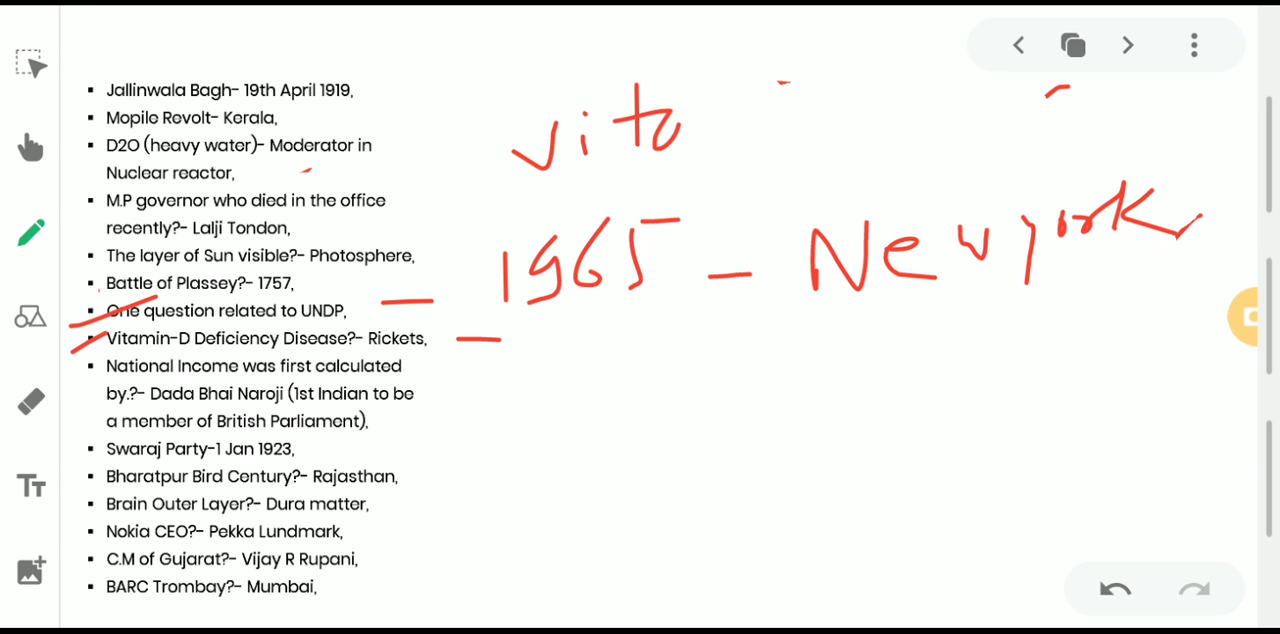 ▪ Jallinwala Bagh- 19th April 1919,
▪ Mopile Revolt- Kerala,
▪ D2O (heavy water)- Moderator in
Nuclear reactor,
▪ M.P governor who died in the office
recently?- Lalji Tondon,
▪ The layer of Sun visible?- Photosphere,
▪ Battle of Plassey?- 1757,
▪ One question related to UNDP,
▪ Vitamin-D Deficiency Disease?- Rickets,
▪ National Income was first calculated
by.?- Dada Bhai Naroji (1st Indian to be
a member of British Parliament),
▪ Swaraj Party-1 Jan 1923,
▪ Bharatpur Bird Century?- Rajasthan,
▪ Brain Outer Layer?- Dura matter,
▪ Nokia CEO?- Pekka Lundmark,
▪ C.M of Gujarat?- Vijay R Rupani,
▪ BARC Trombay?- Mumbai,
vita
- 1965 - New york
TT